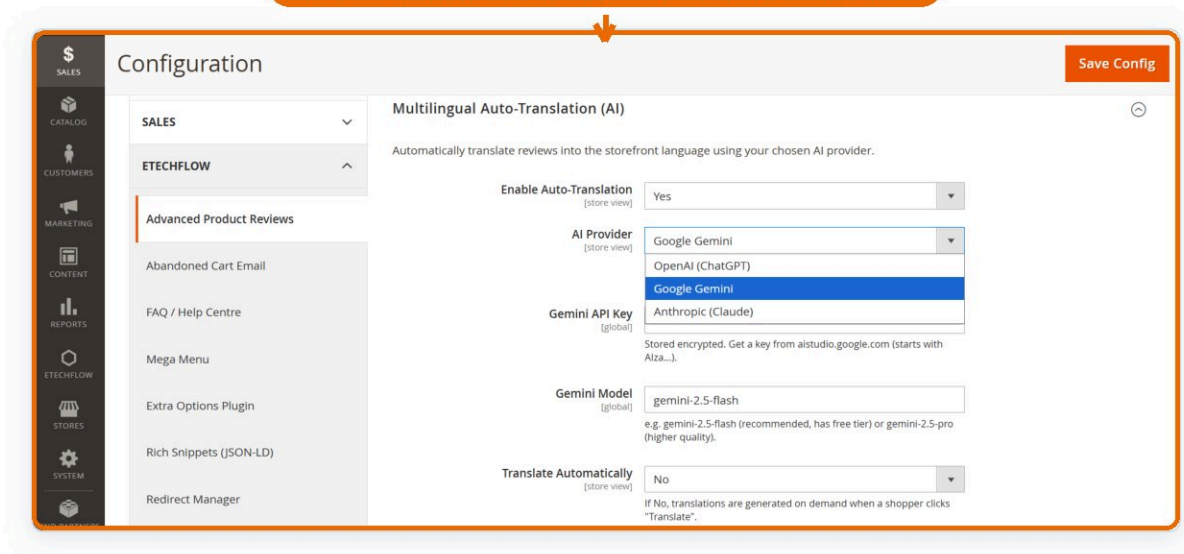 $
SALES
CATALOG
CUSTOMERS
MARKETING
CONTENT
REPORTS
ETECHFLOW
STORES
SYSTEM
Configuration
Save Config
SALES
ETECHFLOW
Advanced Product Reviews
Abandoned Cart Email
FAQ / Help Centre
Mega Menu
Extra Options Plugin
Rich Snippets (JSON-LD)
Redirect Manager
Multilingual Auto-Translation (AI)
Automatically translate reviews into the storefront language using your chosen AI provider.
Enable Auto-Translation
[store view]
Yes
AI Provider
[store view]
Google Gemini
OpenAI (ChatGPT)
Google Gemini
Anthropic (Claude)
Gemini API Key
[global]
Stored encrypted. Get a key from aistudio.google.com (starts with
AIza...).
Gemini Model
[global]
gemini-2.5-flash
e.g. gemini-2.5-flash (recommended, has free tier) or gemini-2.5-pro
(higher quality).
Translate Automatically
[store view]
No
If No, translations are generated on demand when a shopper clicks
"Translate".